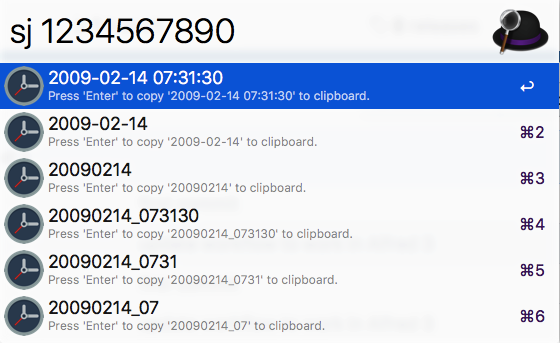 sj 1234567890
2009-02-14 07:31:30
Press 'Enter' to copy '2009-02-14 07:31:30' to clipboard.
↩
2009-02-14
Press 'Enter' to copy '2009-02-14' to clipboard.
⌘2
20090214
Press 'Enter' to copy '20090214' to clipboard.
⌘3
20090214_073130
Press 'Enter' to copy '20090214_073130' to clipboard.
⌘4
20090214_0731
Press 'Enter' to copy '20090214_0731' to clipboard.
⌘5
20090214_07
Press 'Enter' to copy '20090214_07' to clipboard.
⌘6